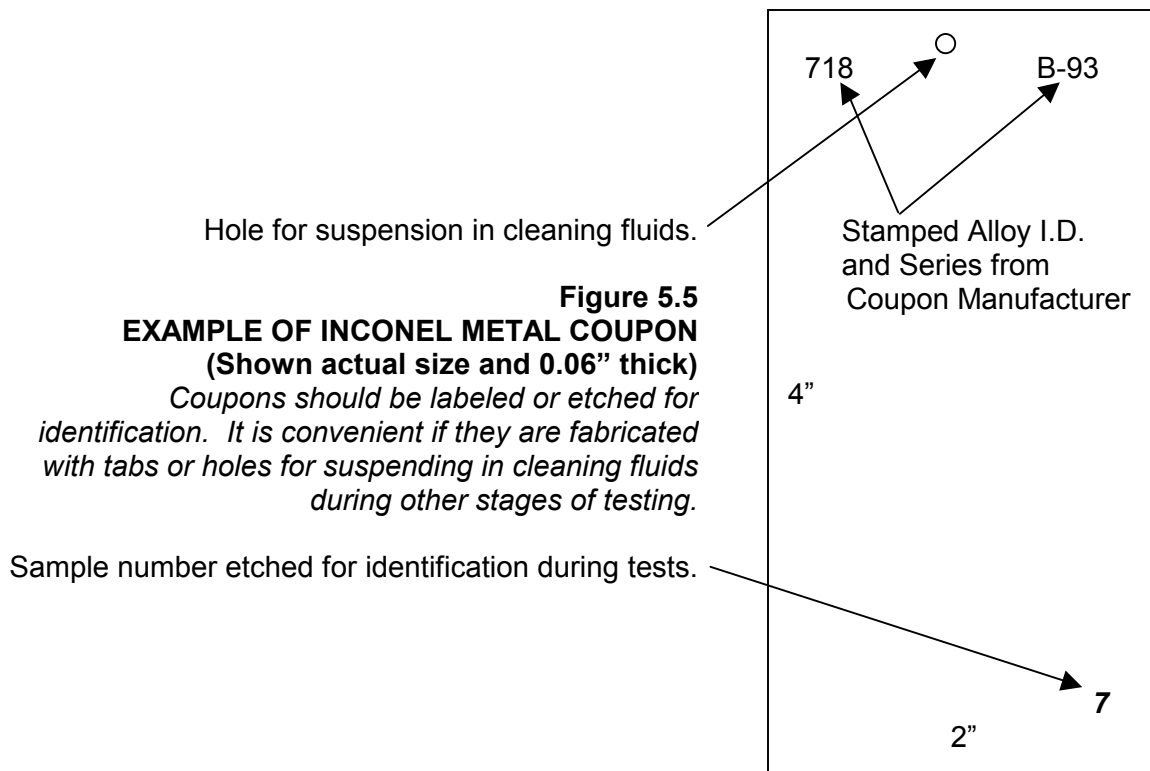 718 B-93
Hole for suspension in cleaning fluids.
Stamped Alloy I.D.
and Series from
Coupon Manufacturer
Figure 5.5
EXAMPLE OF INCONEL METAL COUPON
(Shown actual size and 0.06” thick)
Coupons should be labeled or etched for
identification. It is convenient if they are fabricated
with tabs or holes for suspending in cleaning fluids
during other stages of testing.
4”
Sample number etched for identification during tests.
7
2”